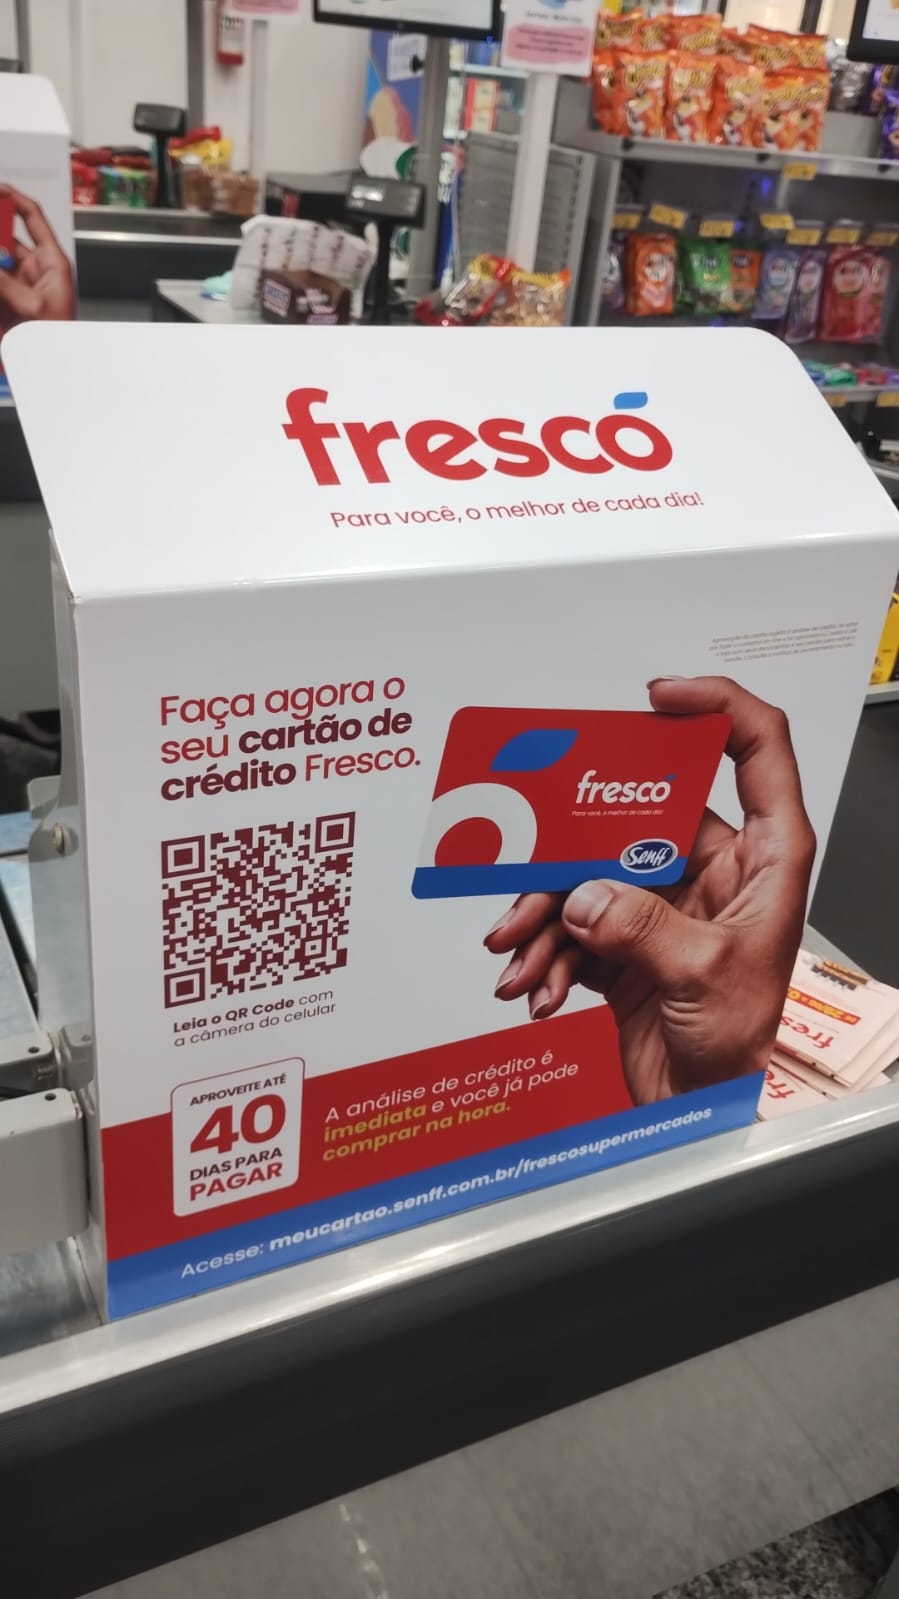 frescó
Para você, o melhor de cada dia!
Faça agora o
seu cartão de
crédito Fresco.
frescó
Para você, o melhor de cada dia!
Senff
Leia o QR Code com
a câmera do celular
APROVEITE ATÉ
40
DIAS PARA
PAGAR
A análise de crédito é
imediata e você já pode
comprar na hora.
Acesse: meucartao.senff.com.br/frescosupermercados